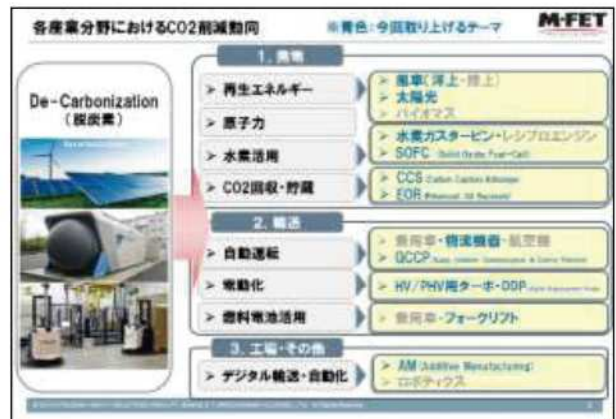 各産業分野におけるCO2削減動向
※青色：今回取り上げるテーマ
M-FET
De-Carbonization
（脱炭素）
1. 発電
➢ 再生エネルギー
➢ 風車（洋上・陸上）
➢ 太陽光
➢ バイオマス
➢ 原子力
➢ 水素活用
➢ 水素ガスタービン・レシプロエンジン
➢ SOFC
➢ CO2回収・貯蔵
➢ CCS
➢ EOR
2. 輸送
➢ 自動運転
➢ 乗用車・物流機器・航空機
➢ QCCP
➢ 電動化
➢ HV/PHV用ターボ・DDP
➢ 燃料電池活用
➢ 乗用車・フォークリフト
3. 工場・その他
➢ デジタル輸送・自動化
➢ AM(Additive Manufacturing)
➢ ロボティクス